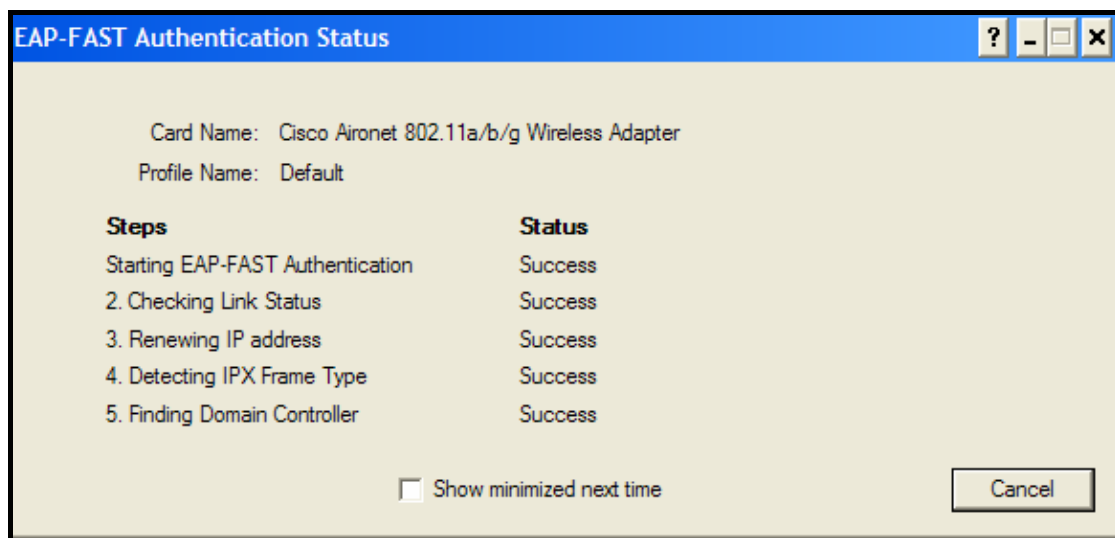 EAP-FAST Authentication Status ?
Card Name: Cisco Aironet 802.11a/b/g Wireless Adapter
Profile Name: Default
Steps Status
Starting EAP-FAST Authentication Success
2. Checking Link Status Success
3. Renewing IP address Success
4. Detecting IPX Frame Type Success
5. Finding Domain Controller Success
Show minimized next time Cancel